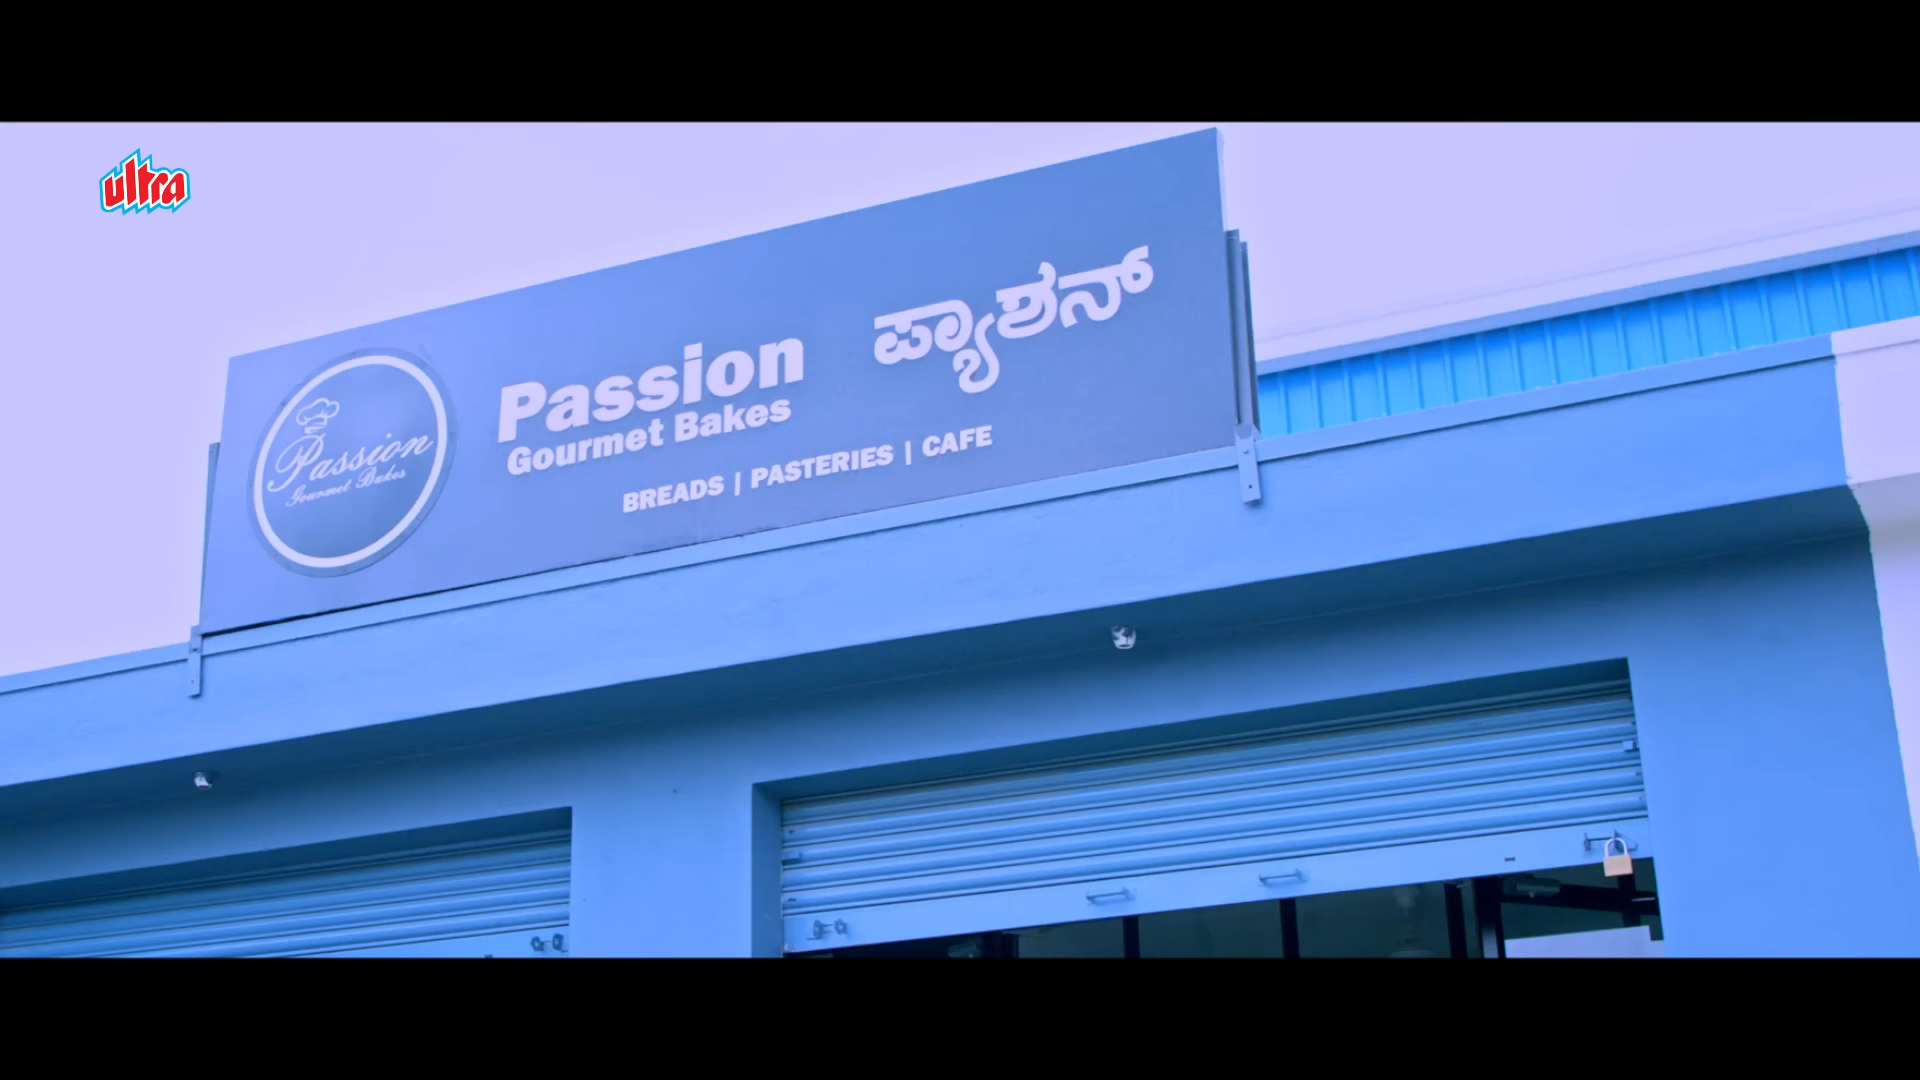 ultra
Passion
Gourmet Bakes
Passion
Gourmet Bakes
ಪ್ಯಾಶನ್
BREADS | PASTERIES | CAFE